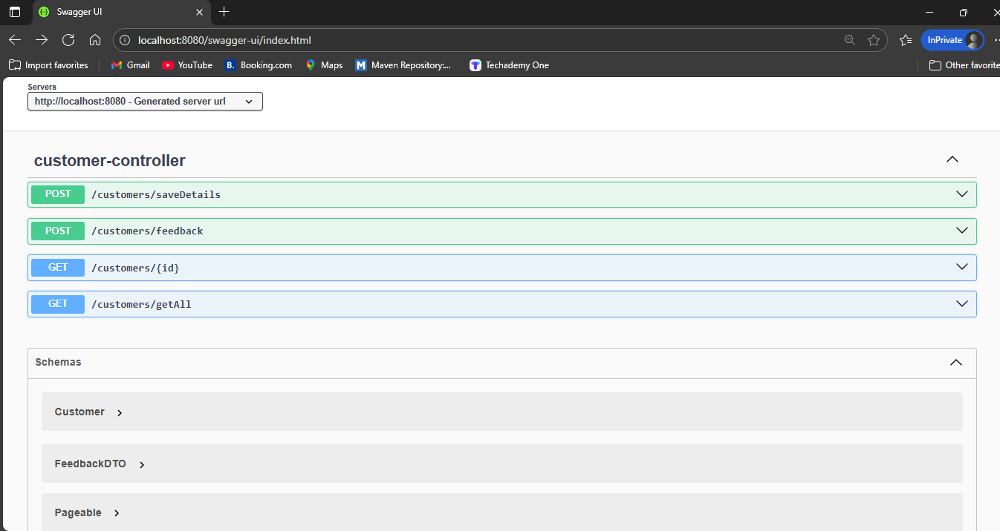 Swagger UI
localhost:8080/swagger-ui/index.html
InPrivate
Import favorites
Gmail
YouTube
B.
Booking.com
Maps
M
Maven Repository:...
T
Techademy One
Other favorite
Servers
http://localhost:8080 - Generated server url
customer-controller
POST /customers/saveDetails
POST /customers/feedback
GET /customers/{id}
GET /customers/getAll
Schemas
Customer
FeedbackDTO
Pageable